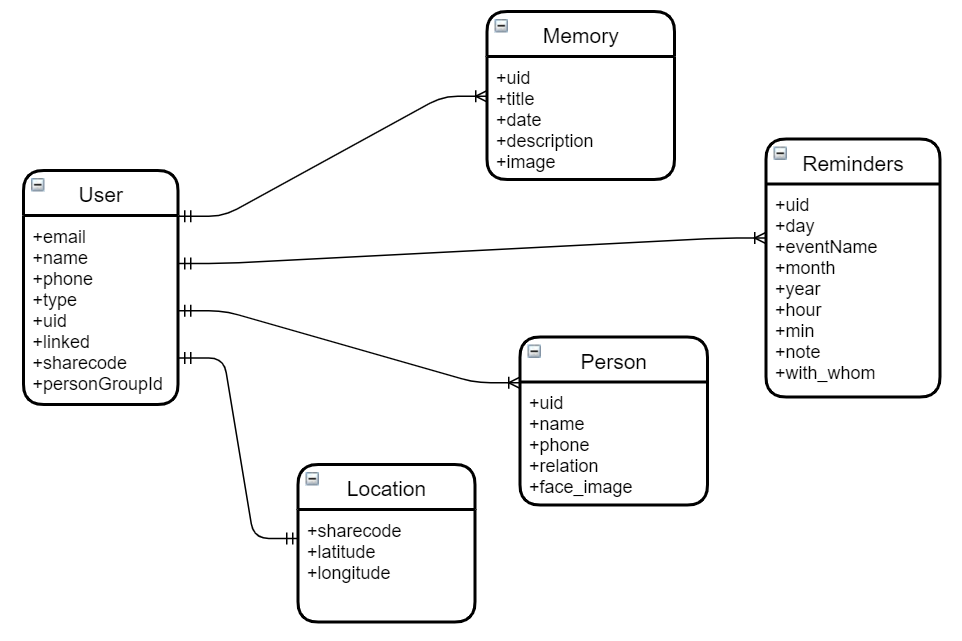 Memory
+uid
+title
+date
+description
+image
Reminders
+uid
+day
+eventName
+month
+year
+hour
+min
+note
+with_whom
User
+email
+name
+phone
+type
+uid
+linked
+sharecode
+personGroupId
Person
+uid
+name
+phone
+relation
+face_image
Location
+sharecode
+latitude
+longitude